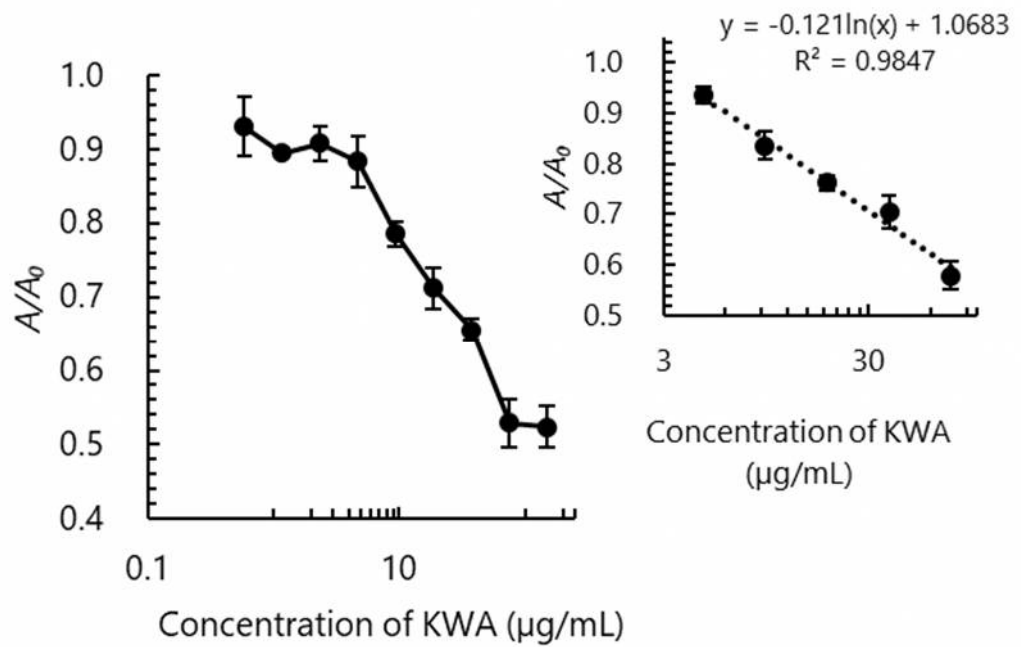 A/A₀
1.0
0.9
0.8
0.7
0.6
0.5
0.4
0.1
10
Concentration of KWA (µg/mL)
y = -0.121ln(x) + 1.0683
R² = 0.9847
A/A₀
1.0
0.9
0.8
0.7
0.6
0.5
3
30
Concentration of KWA
(µg/mL)